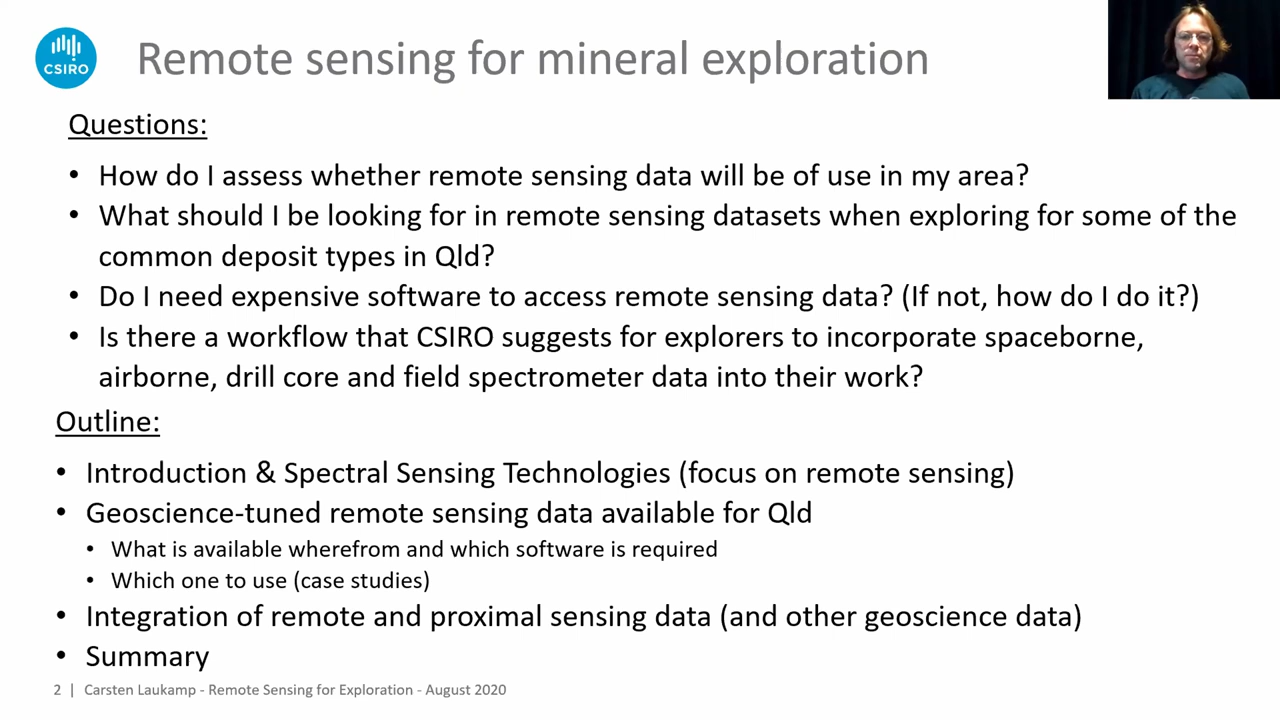 CSIRO
Remote sensing for mineral exploration
Questions:
• How do I assess whether remote sensing data will be of use in my area?
• What should I be looking for in remote sensing datasets when exploring for some of the
common deposit types in Qld?
• Do I need expensive software to access remote sensing data? (If not, how do I do it?)
• Is there a workflow that CSIRO suggests for explorers to incorporate spaceborne,
airborne, drill core and field spectrometer data into their work?
Outline:
• Introduction & Spectral Sensing Technologies (focus on remote sensing)
• Geoscience-tuned remote sensing data available for Qld
• What is available wherefrom and which software is required
• Which one to use (case studies)
• Integration of remote and proximal sensing data (and other geoscience data)
• Summary
2 | Carsten Laukamp - Remote Sensing for Exploration - August 2020